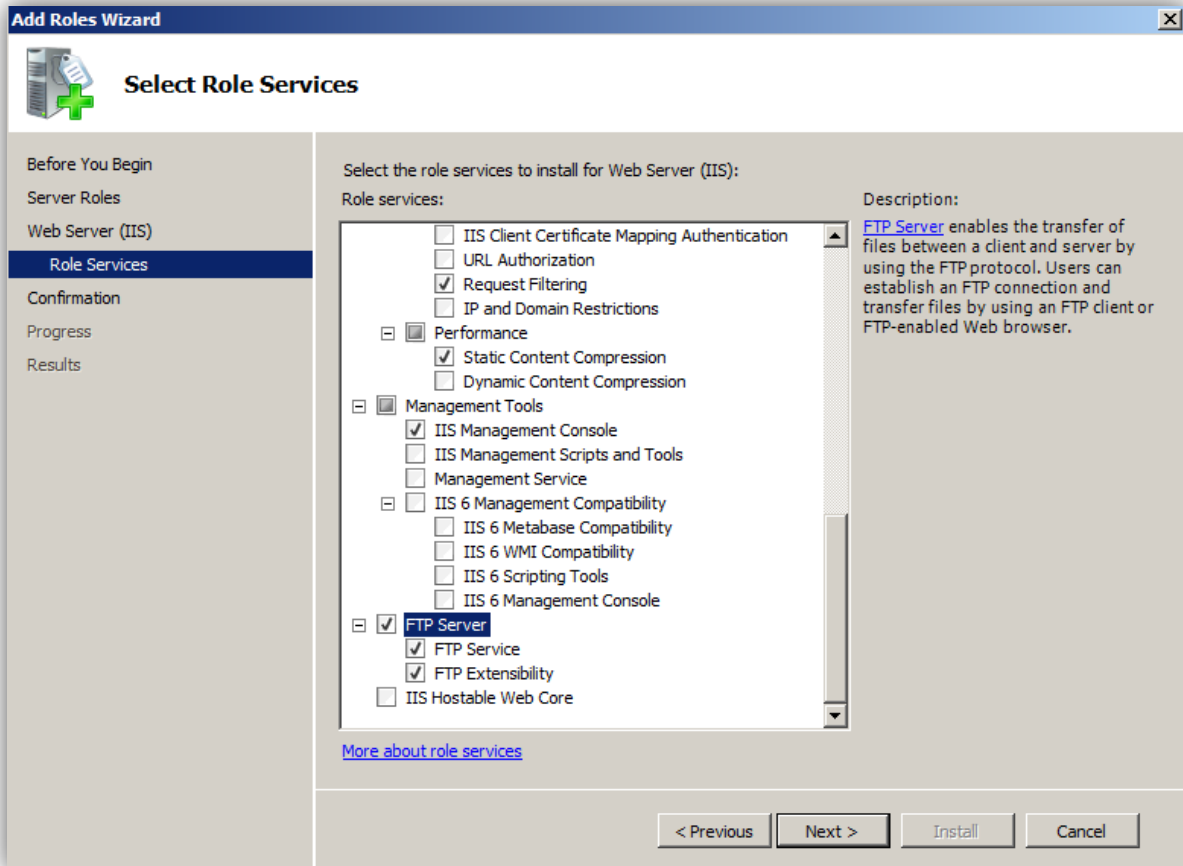 Add Roles Wizard
Select Role Services
Before You Begin
Server Roles
Web Server (IIS)
Role Services
Confirmation
Progress
Results
Select the role services to install for Web Server (IIS):
Role services:
IIS Client Certificate Mapping Authentication
URL Authorization
Request Filtering
IP and Domain Restrictions
Performance
Static Content Compression
Dynamic Content Compression
Management Tools
IIS Management Console
IIS Management Scripts and Tools
Management Service
IIS 6 Management Compatibility
IIS 6 Metabase Compatibility
IIS 6 WMI Compatibility
IIS 6 Scripting Tools
IIS 6 Management Console
FTP Server
FTP Service
FTP Extensibility
IIS Hostable Web Core
More about role services
Description:
FTP Server enables the transfer of
files between a client and server by
using the FTP protocol. Users can
establish an FTP connection and
transfer files by using an FTP client or
FTP-enabled Web browser.
< Previous
Next >
Install
Cancel